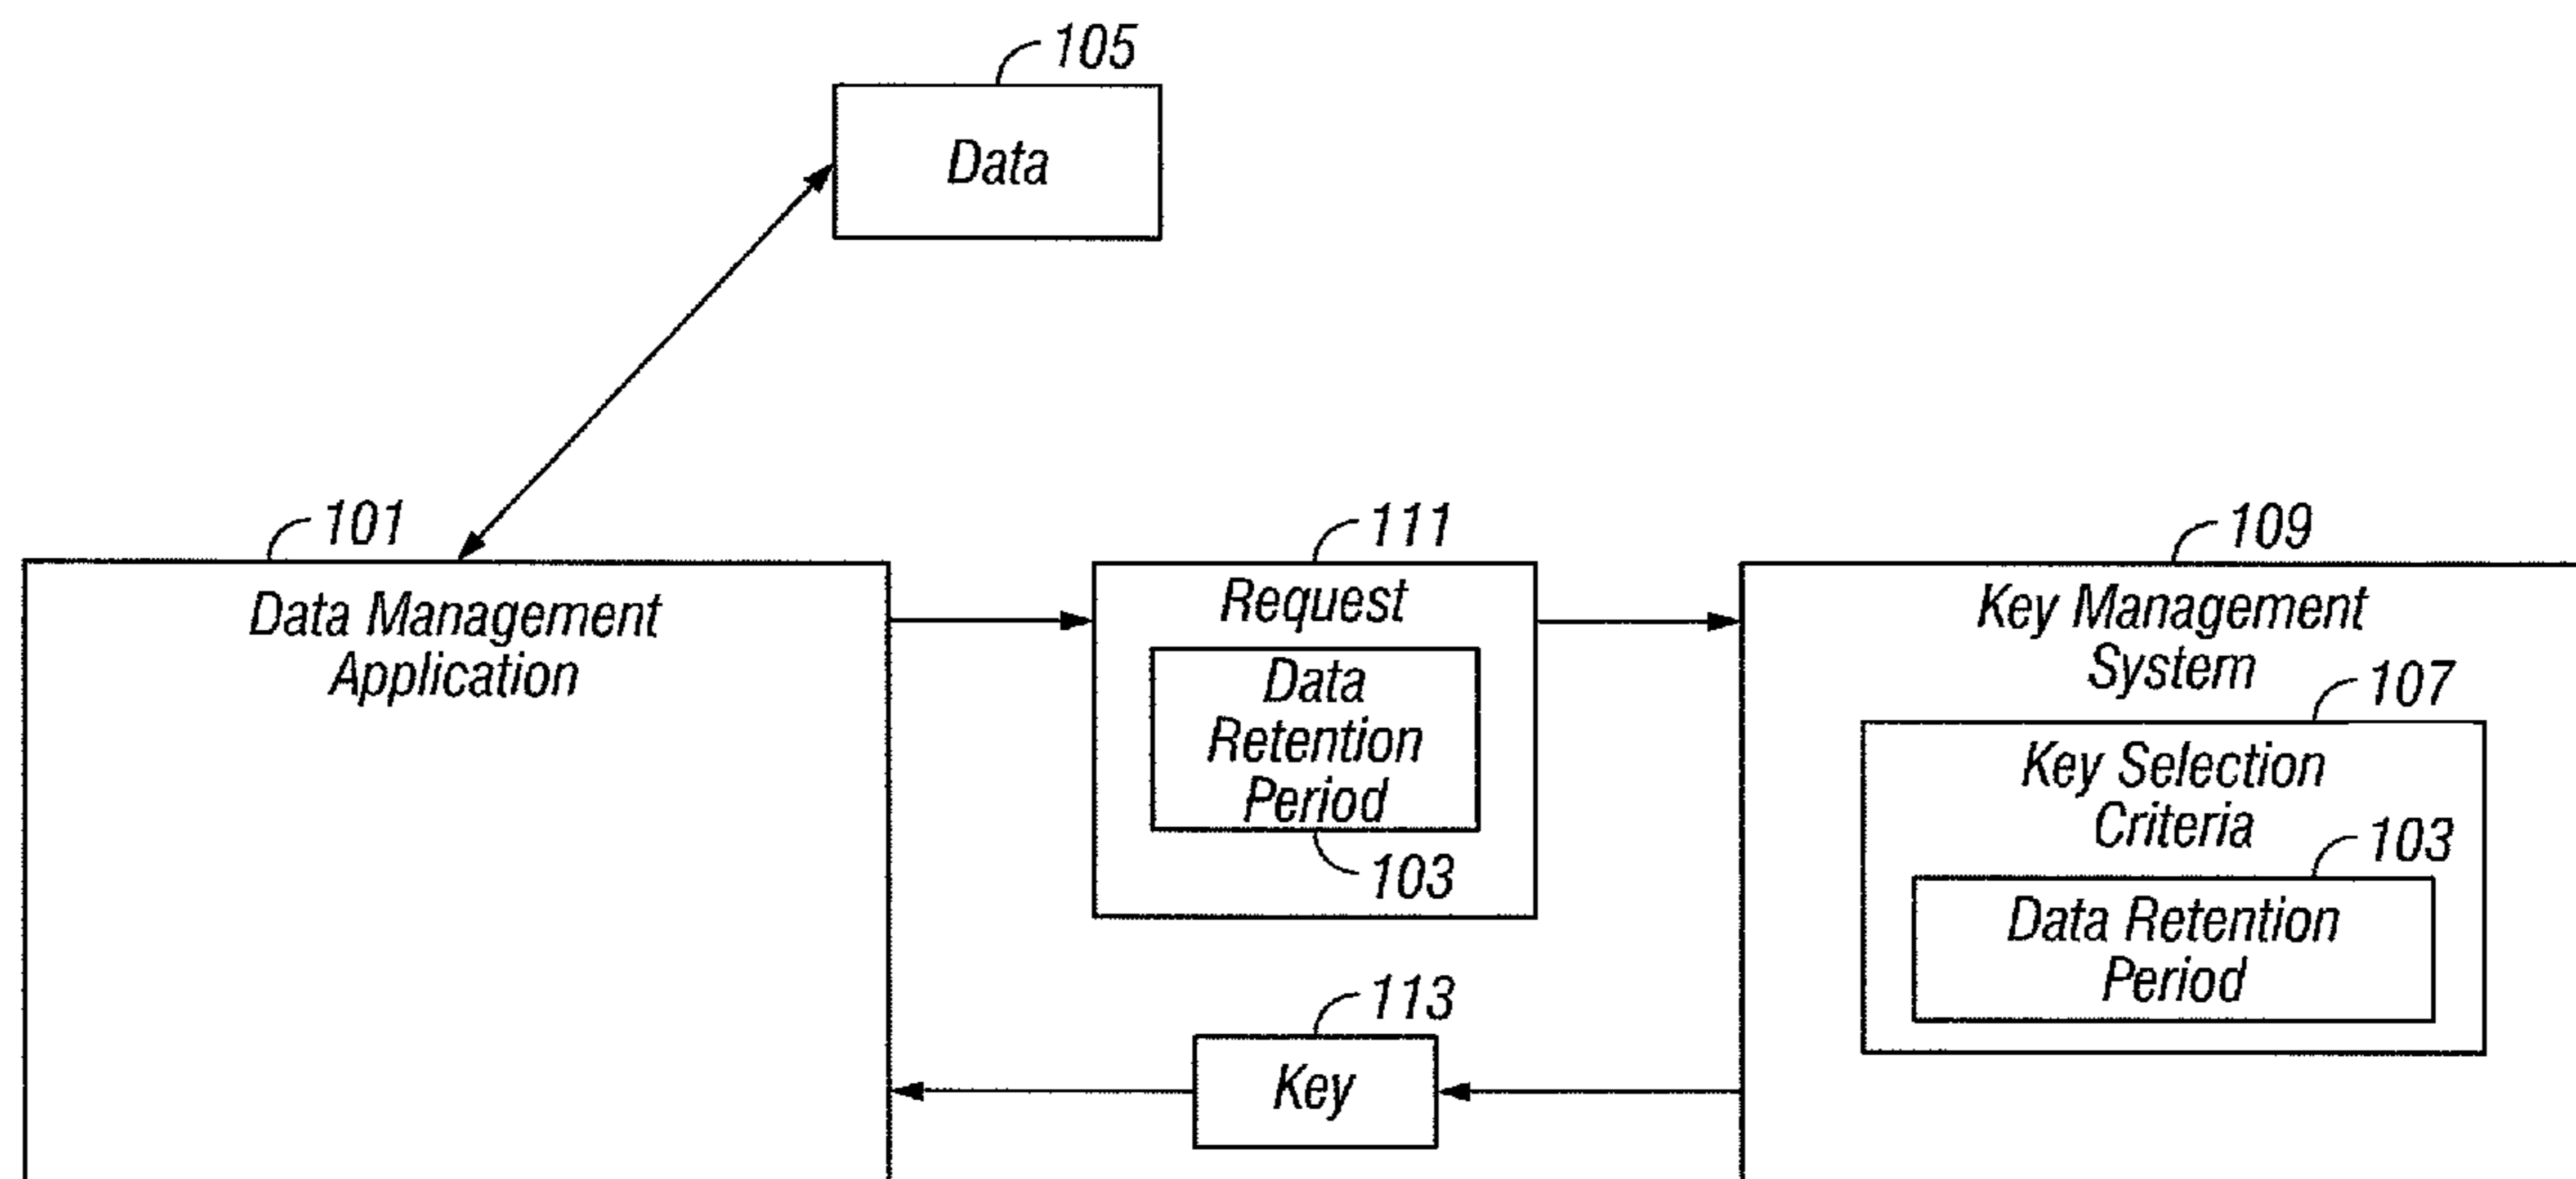 105
Data
101
Data Management
Application
111
Request
Data
Retention
Period
103
109
Key Management
System
107
Key Selection
Criteria
103
Data Retention
Period
113
Key